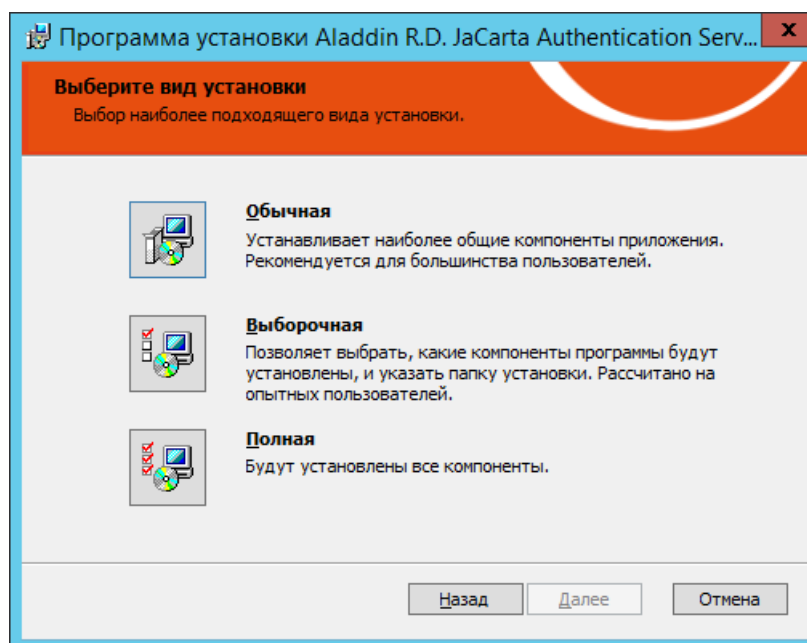 Программа установки Aladdin R.D. JaCarta Authentication Serv...
x
Выберите вид установки
Выбор наиболее подходящего вида установки.
Обычная
Устанавливает наиболее общие компоненты приложения.
Рекомендуется для большинства пользователей.
Выборочная
Позволяет выбрать, какие компоненты программы будут
установлены, и указать папку установки. Рассчитано на
опытных пользователей.
Полная
Будут установлены все компоненты.
Назад Далее Отмена